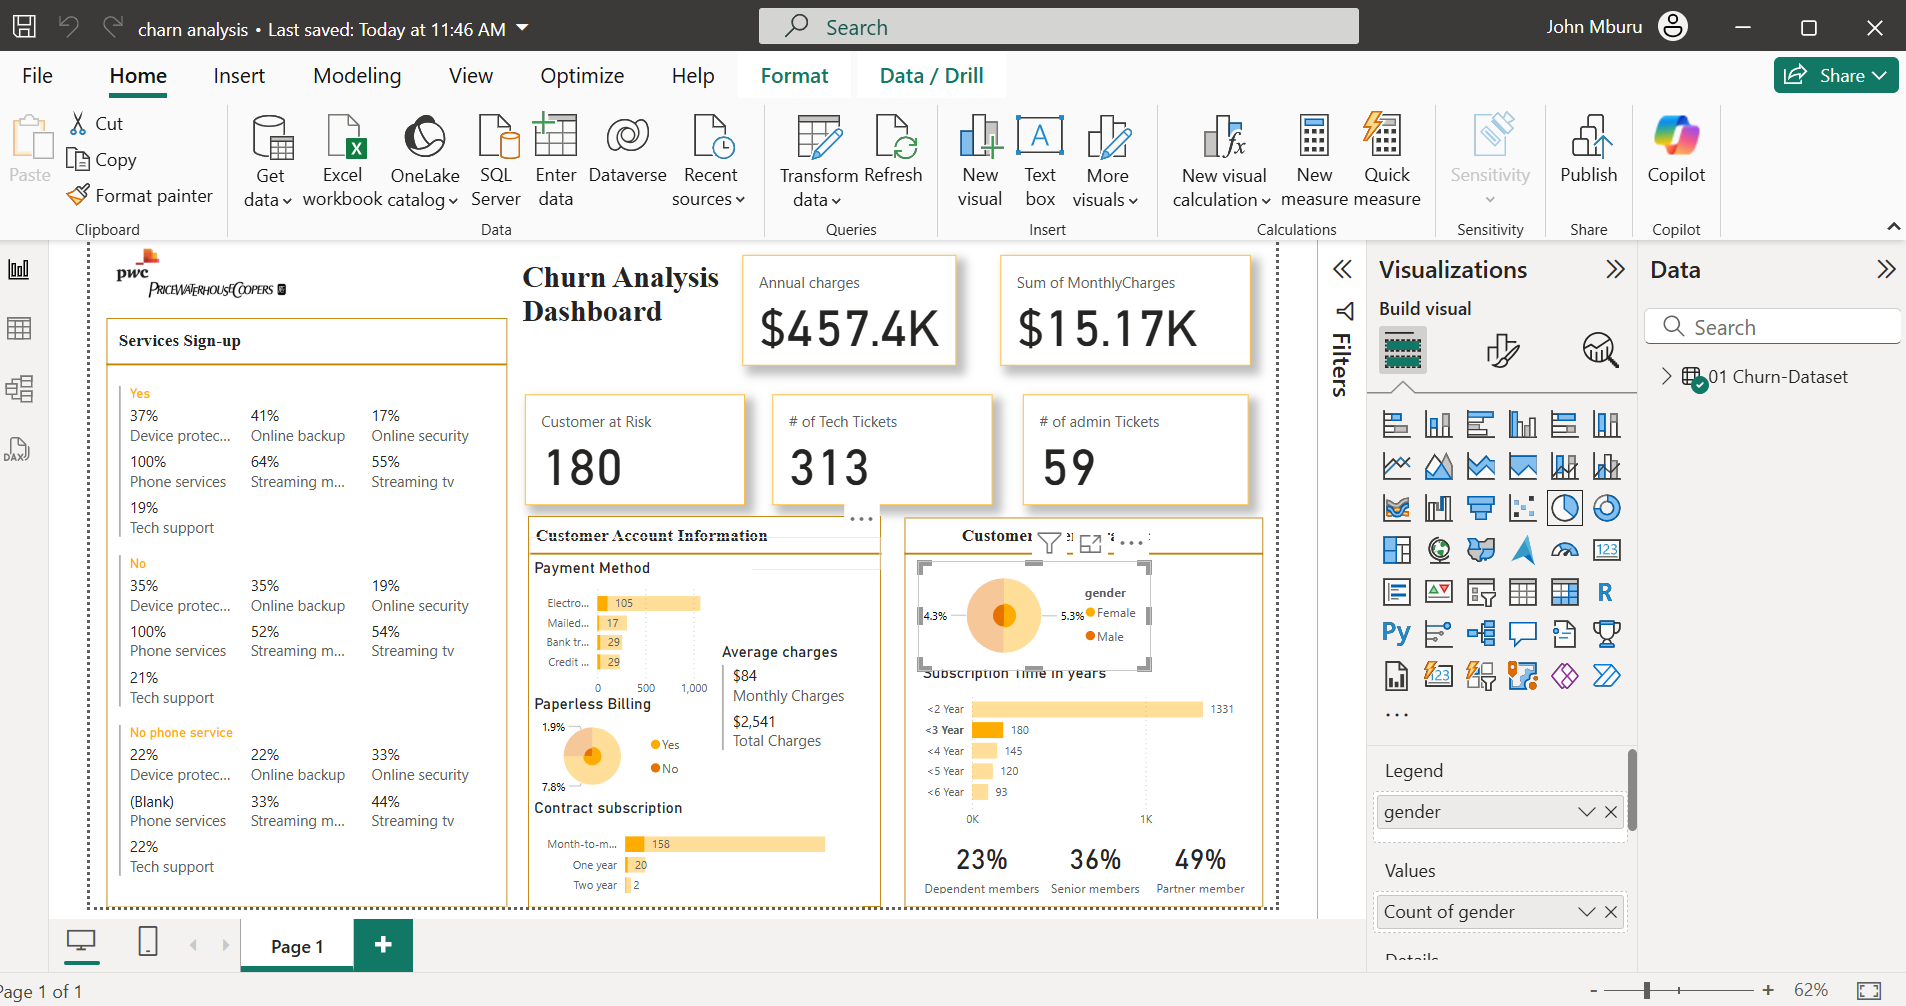 charn analysis • Last saved: Today at 11:46 AM
Search
John Mburu
File
Home
Insert
Modeling
View
Optimize
Help
Format
Data / Drill
Share
Paste
Cut
Copy
Format painter
Clipboard
Get data
Excel workbook
OneLake catalog
SQL Server
Enter data
Dataverse
Recent sources
Data
Transform data
Refresh
Queries
New visual
Text box
More visuals
Insert
New visual calculation
New measure
Quick measure
Calculations
Sensitivity
Sensitivity
Publish
Share
Copilot
Copilot
DAX
pwc
PRICEWATERHOUSECOOPERS
Churn Analysis
Dashboard
Annual charges
$457.4K
Sum of MonthlyCharges
$15.17K
Customer at Risk
180
# of Tech Tickets
313
# of admin Tickets
59
Services Sign-up
Yes
37% 41% 17%
Device protec... Online backup Online security
100% 64% 55%
Phone services Streaming m... Streaming tv
19%
Tech support
No
35% 35% 19%
Device protec... Online backup Online security
100% 52% 54%
Phone services Streaming m... Streaming tv
21%
Tech support
No phone service
22% 22% 33%
Device protec... Online backup Online security
(Blank) 33% 44%
Phone services Streaming m... Streaming tv
22%
Tech support
Customer Account Information
Payment Method
Electro... 105
Mailed... 17
Bank tr... 29
Credit ... 29
0 500 1,000
Average charges
$84
Monthly Charges
$2,541
Total Charges
Paperless Billing
1.9%
7.8%
Yes
No
Contract subscription
Month-to-m... 158
One year 20
Two year 2
Customer
gender
4.3%
5.3%
Female
Male
Subscription Time in years
<2 Year 1331
<3 Year 180
<4 Year 145
<5 Year 120
<6 Year 93
0K 1K
23% 36% 49%
Dependent members Senior members Partner member
Filters
Visualizations
Build visual
123
R
Py
123
Legend
gender
Values
Count of gender
Details
Data
Search
01 Churn-Dataset
Page 1
Page 1 of 1
62%